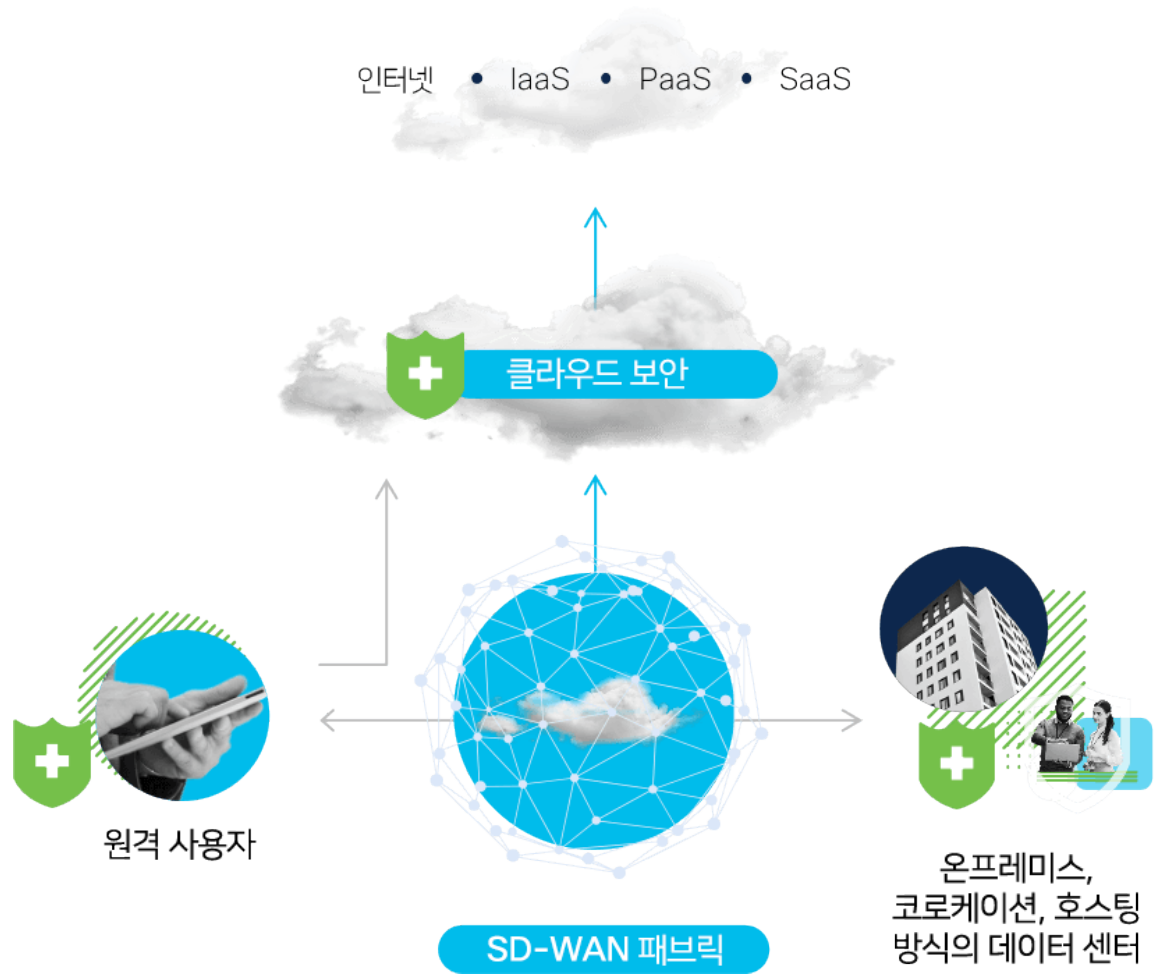 인터넷 • IaaS • PaaS • SaaS
클라우드 보안
원격 사용자
SD-WAN 패브릭
온프레미스,
코로케이션, 호스팅
방식의 데이터 센터